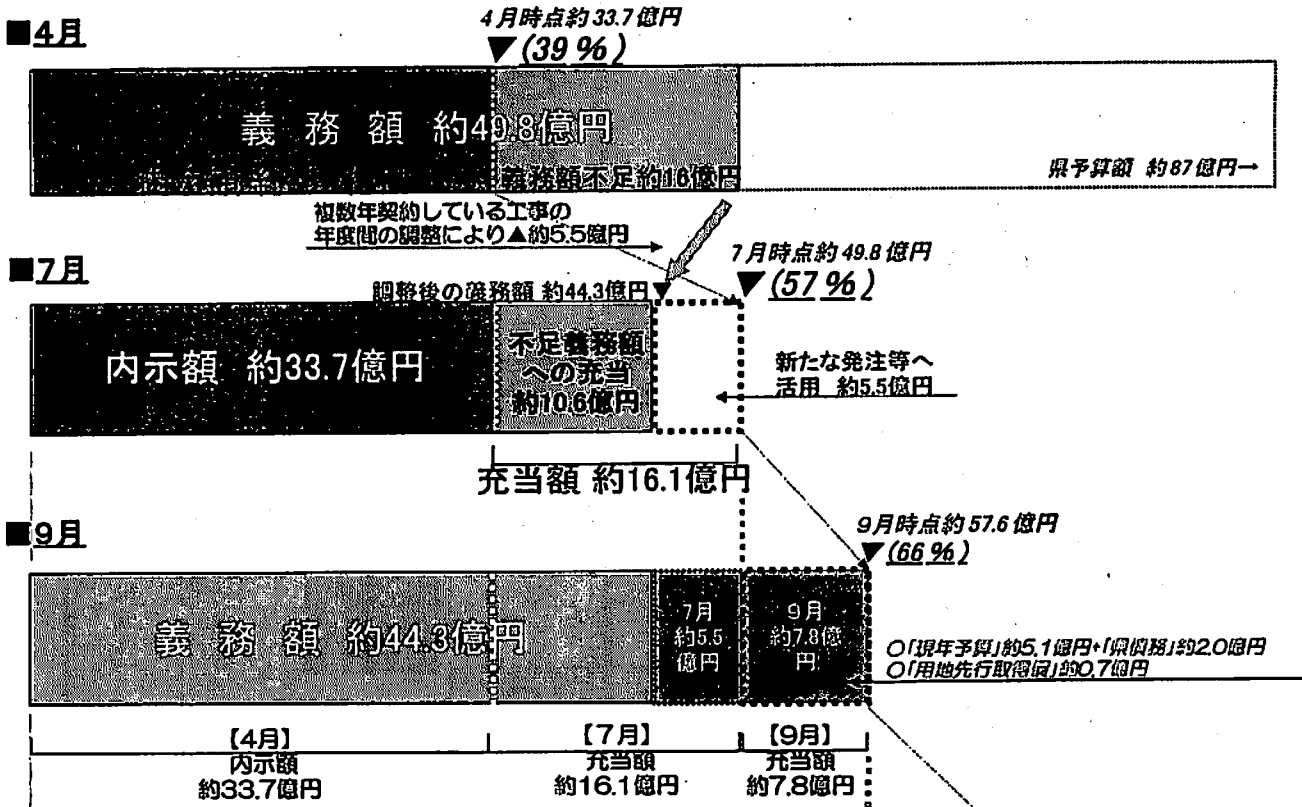 ■4月
4月時点約33.7億円
▼(39%)
義務額 約49.8億円
義務額不足約16億円
県予算額 約87億円→
複数年契約している工事の
年度間の調整により▲約5.5億円
■7月
7月時点約49.8億円
▼(57%)
調整後の義務額 約44.3億円▼
内示額 約33.7億円
不足義務額
への充当
約10.6億円
新たな発注等へ
活用 約5.5億円
充当額 約16.1億円
■9月
9月時点約57.6億円
▼(66%)
義務額 約44.3億円
7月
約5.5
億円
9月
約7.8億
円
○「現年予算」約5.1億円+「県債務」約2.0億円
○「用地先行取得債」約0.7億円
【4月】
内示額
約33.7億円
【7月】
充当額
約16.1億円
【9月】
充当額
約7.8億円